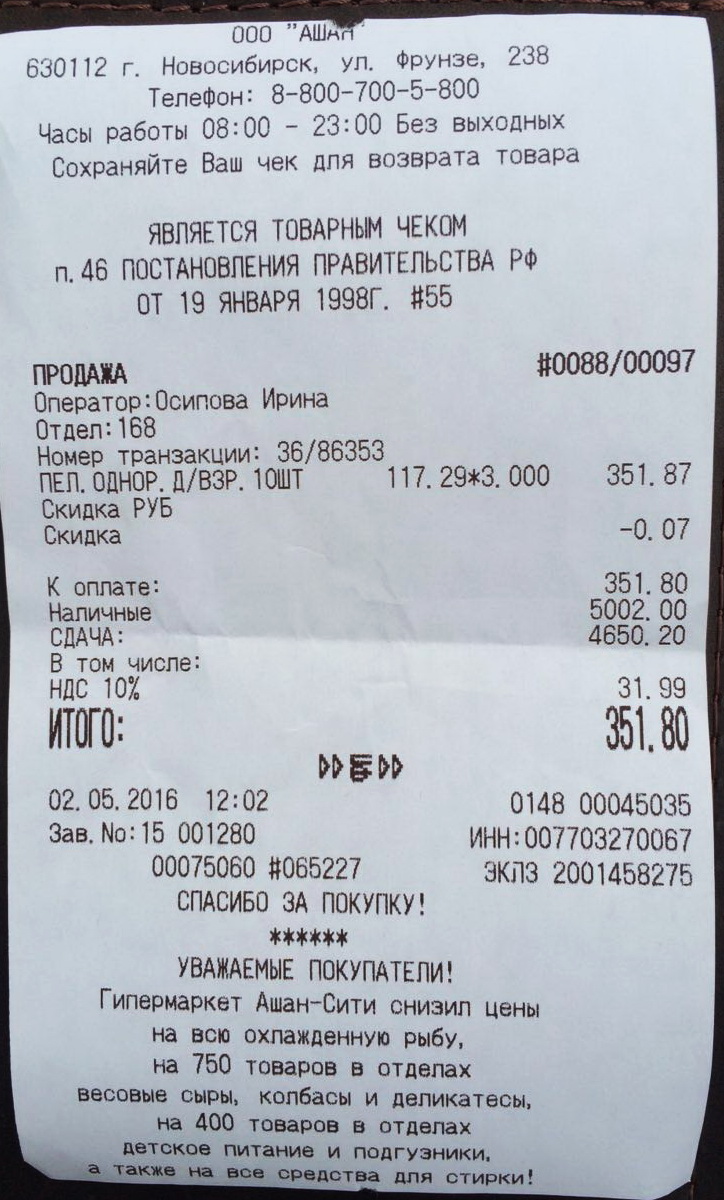 ООО "АШАН"
630112 г. Новосибирск, ул. Фрунзе, 238
Телефон: 8-800-700-5-800
Часы работы 08:00 - 23:00 Без выходных
Сохраняйте Ваш чек для возврата товара
ЯВЛЯЕТСЯ ТОВАРНЫМ ЧЕКОМ
п.46 ПОСТАНОВЛЕНИЯ ПРАВИТЕЛЬСТВА РФ
ОТ 19 ЯНВАРЯ 1998Г. #55
ПРОДАЖА #0088/00097
Оператор:Осипова Ирина
Отдел:168
Номер транзакции: 36/86353
ПЕЛ.ОДНОР.Д/ВЗР.10ШТ 117.29*3.000 351.87
Скидка РУБ
Скидка -0.07
К оплате: 351.80
Наличные 5002.00
СДАЧА: 4650.20
В том числе:
НДС 10% 31.99
ИТОГО: 351.80
02.05.2016 12:02 0148 00045035
Зав.No:15 001280 ИНН:007703270067
00075060 #065227 ЭКЛЗ 2001458275
СПАСИБО ЗА ПОКУПКУ!
******
УВАЖАЕМЫЕ ПОКУПАТЕЛИ!
Гипермаркет Ашан-Сити снизил цены
на всю охлажденную рыбу,
на 750 товаров в отделах
весовые сыры, колбасы и деликатесы,
на 400 товаров в отделах
детское питание и подгузники,
а также на все средства для стирки!